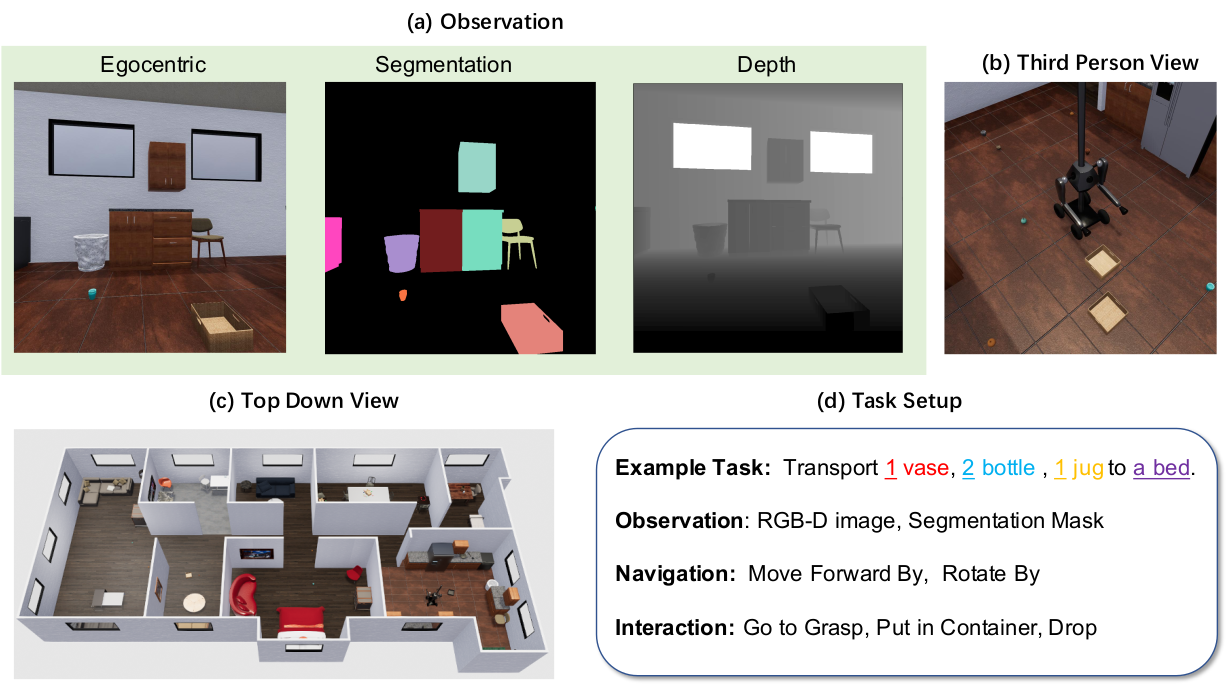 (a) Observation
Egocentric
Segmentation
Depth
(b) Third Person View
(c) Top Down View
(d) Task Setup
Example Task: Transport 1 vase, 2 bottle , 1 jug to a bed.
Observation: RGB-D image, Segmentation Mask
Navigation: Move Forward By, Rotate By
Interaction: Go to Grasp, Put in Container, Drop